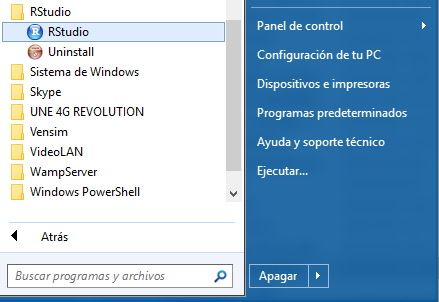 RStudio
RStudio
Uninstall
Sistema de Windows
Skype
UNE 4G REVOLUTION
Vensim
VideoLAN
WampServer
Windows PowerShell
Atrás
Buscar programas y archivos
Panel de control
Configuración de tu PC
Dispositivos e impresoras
Programas predeterminados
Ayuda y soporte técnico
Ejecutar...
Apagar